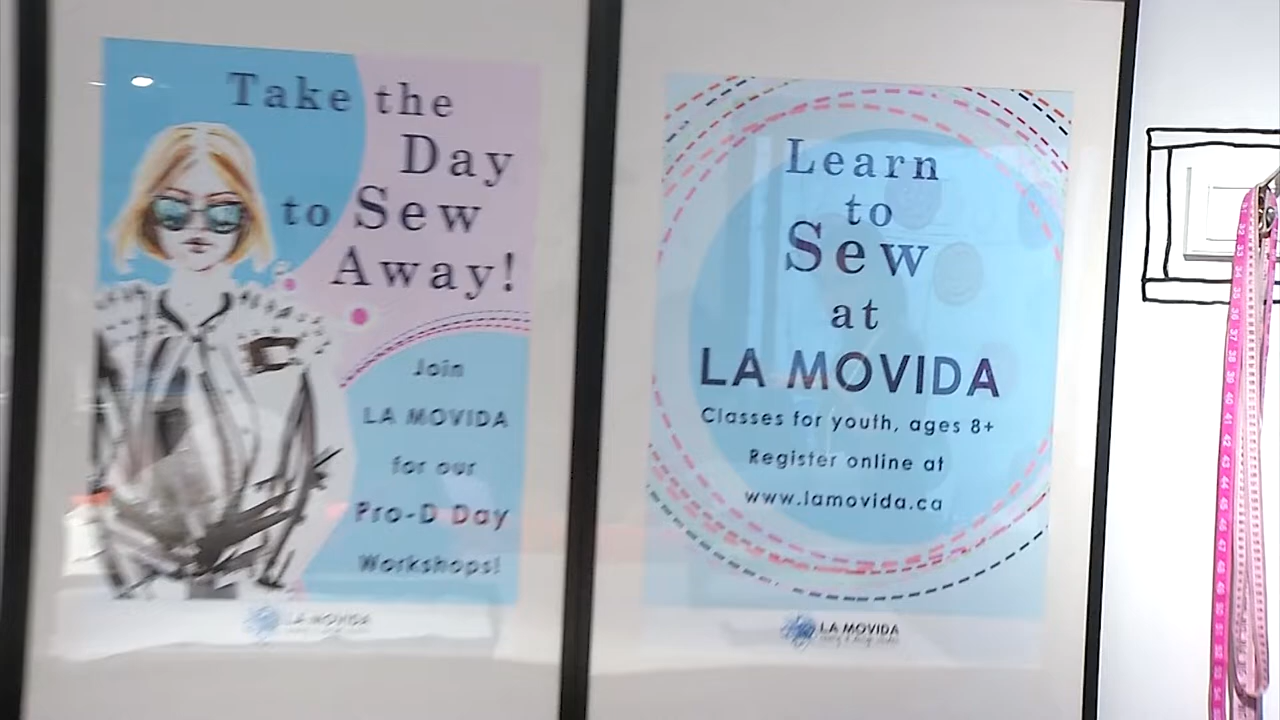 Take the
Day
to Sew
Away!
Join
LA MOVIDA
for our
Pro-D Day
Workshops!
LA MOVIDA
Learn
to
Sew
at
LA MOVIDA
Classes for youth, ages 8+
Register online at
www.lamovida.ca
LA MOVIDA